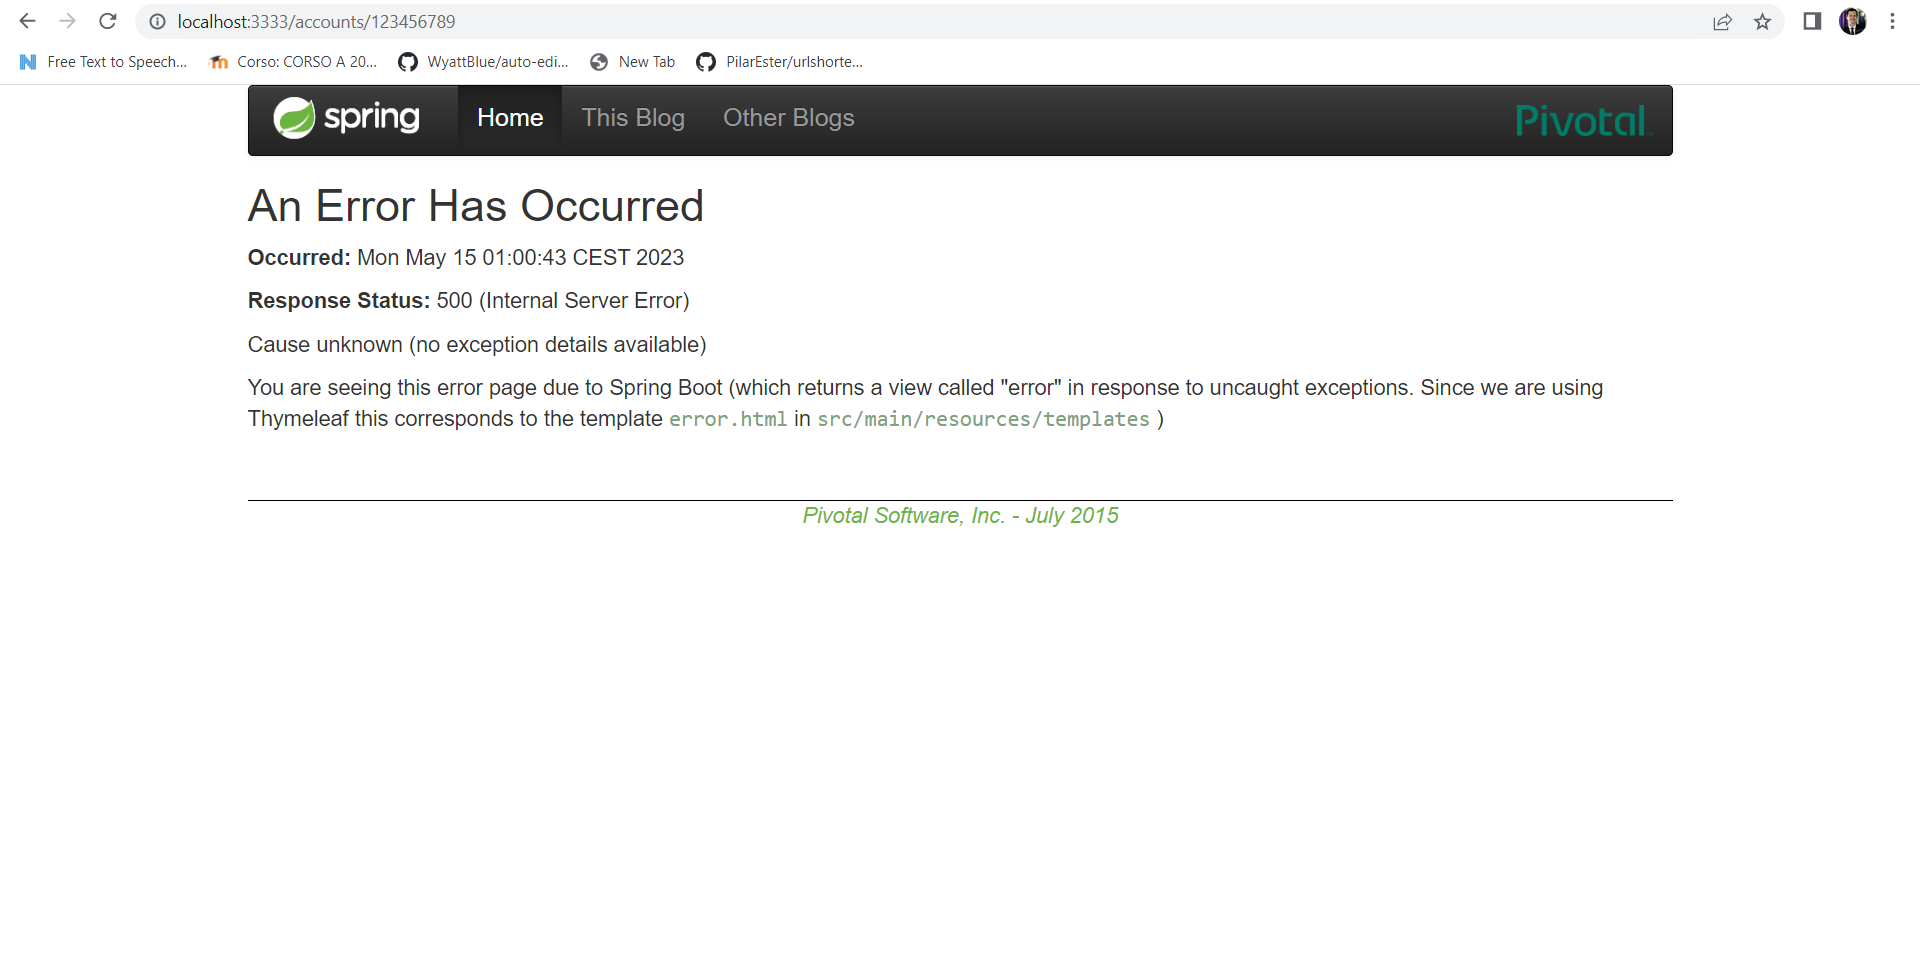 localhost:3333/accounts/123456789
Free Text to Speech... Corso: CORSO A 20... WyattBlue/auto-edi... New Tab PilarEster/urlshorte...
spring Home This Blog Other Blogs Pivotal
An Error Has Occurred
Occurred: Mon May 15 01:00:43 CEST 2023
Response Status: 500 (Internal Server Error)
Cause unknown (no exception details available)
You are seeing this error page due to Spring Boot (which returns a view called "error" in response to uncaught exceptions. Since we are using
Thymeleaf this corresponds to the template error.html in src/main/resources/templates )
Pivotal Software, Inc. - July 2015